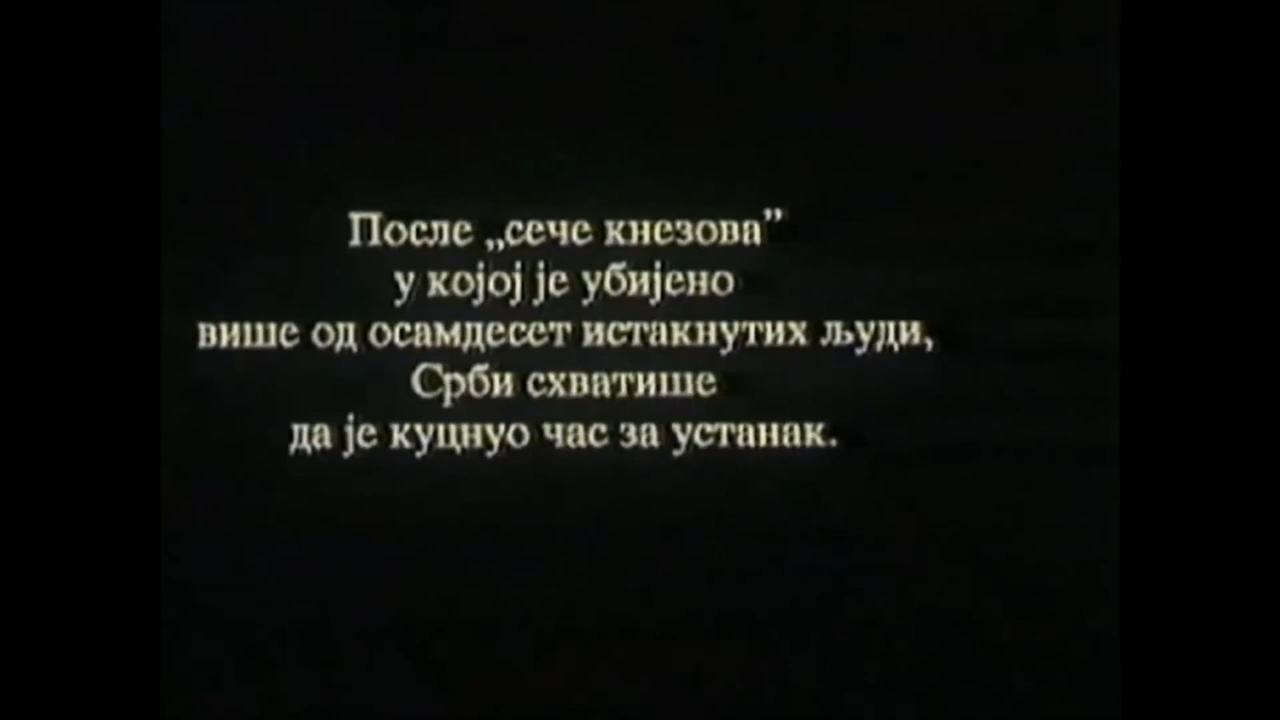 После „сече кнезова”
у којој је убијено
више од осамдесет истакнутих људи,
Срби схватише
да је куцнуо час за устанак.